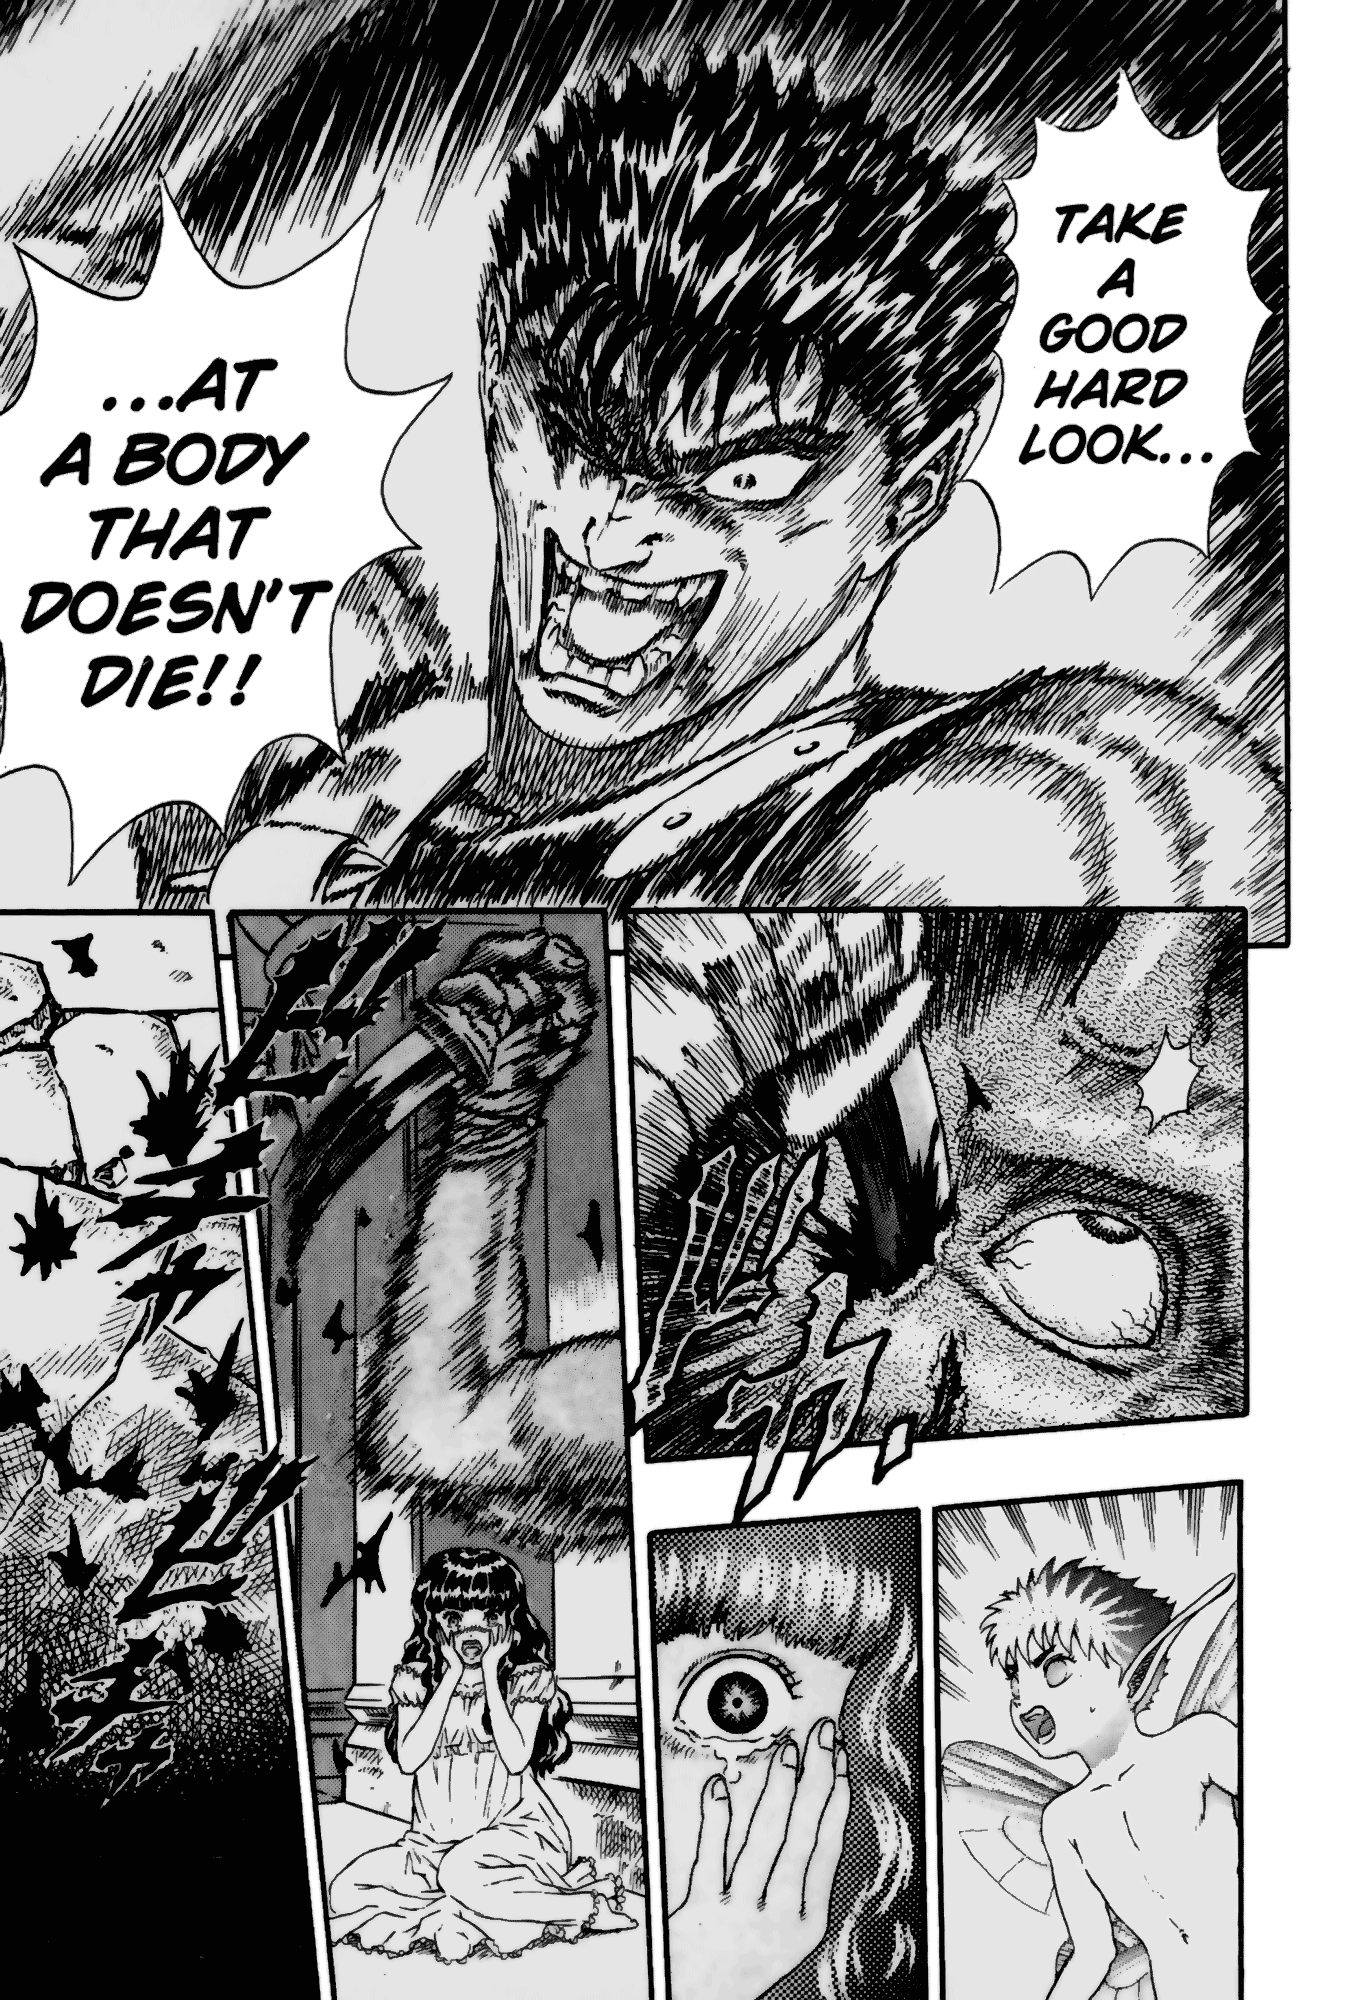 TAKE
A
GOOD
HARD
LOOK...
...AT
A BODY
THAT
DOESN'T
DIE!!